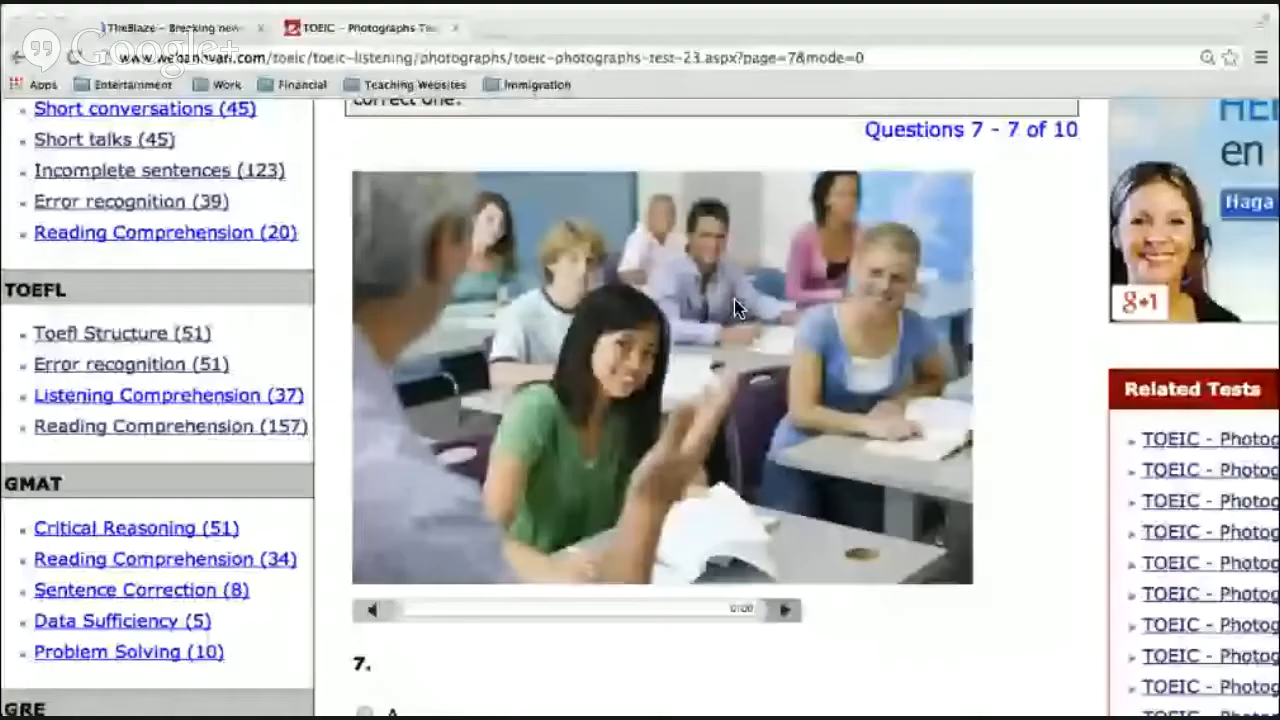 TheBlaze - Breaking new
TOEIC - Photographs Te
Google+
www.webanhvan.com/toeic/toeic-listening/photographs/toeic-photographs-test-23.aspx?page=7&mode=0
Apps
Entertainment
Work
Financial
Teaching Websites
Immigration
correct one.
Short conversations (45)
Short talks (45)
Incomplete sentences (123)
Error recognition (39)
Reading Comprehension (20)
TOEFL
Toefl Structure (51)
Error recognition (51)
Listening Comprehension (37)
Reading Comprehension (157)
GMAT
Critical Reasoning (51)
Reading Comprehension (34)
Sentence Correction (8)
Data Sufficiency (5)
Problem Solving (10)
GRE
Questions 7 - 7 of 10
01:00
7.
A
en
Haga
g+1
Related Tests
TOEIC - Photog
TOEIC - Photog
TOEIC - Photog
TOEIC - Photog
TOEIC - Photog
TOEIC - Photog
TOEIC - Photog
TOEIC - Photog
TOEIC - Photog